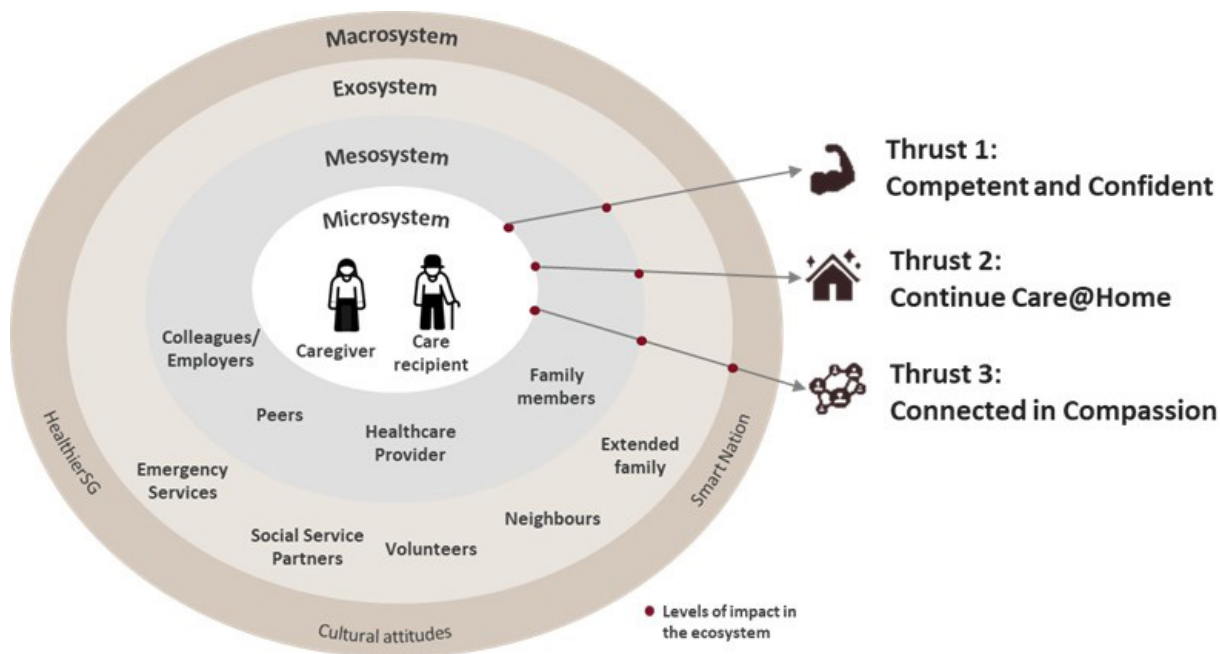 Macrosystem
Exosystem
Mesosystem
Microsystem
Caregiver
Care
recipient
Colleagues/
Employers
Peers
Healthcare
Provider
Family
members
Emergency
Services
Social Service
Partners
Volunteers
Neighbours
Extended
family
HealthierSG
Cultural attitudes
Smart Nation
Thrust 1:
Competent and Confident
Thrust 2:
Continue Care@Home
Thrust 3:
Connected in Compassion
Levels of impact in
the ecosystem